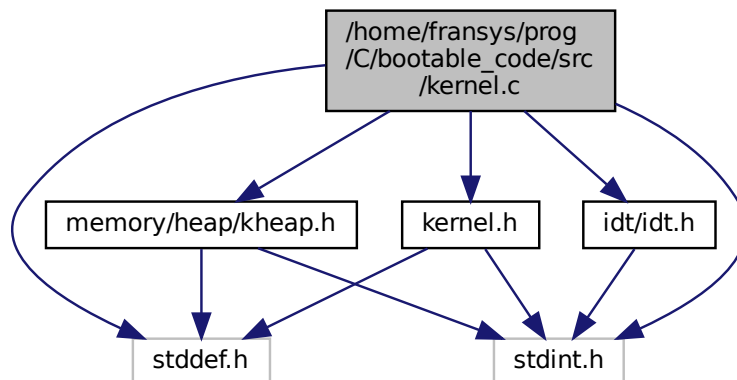 /home/fransys/prog
/C/bootable_code/src
/kernel.c
memory/heap/kheap.h
kernel.h
idt/idt.h
stddef.h
stdint.h